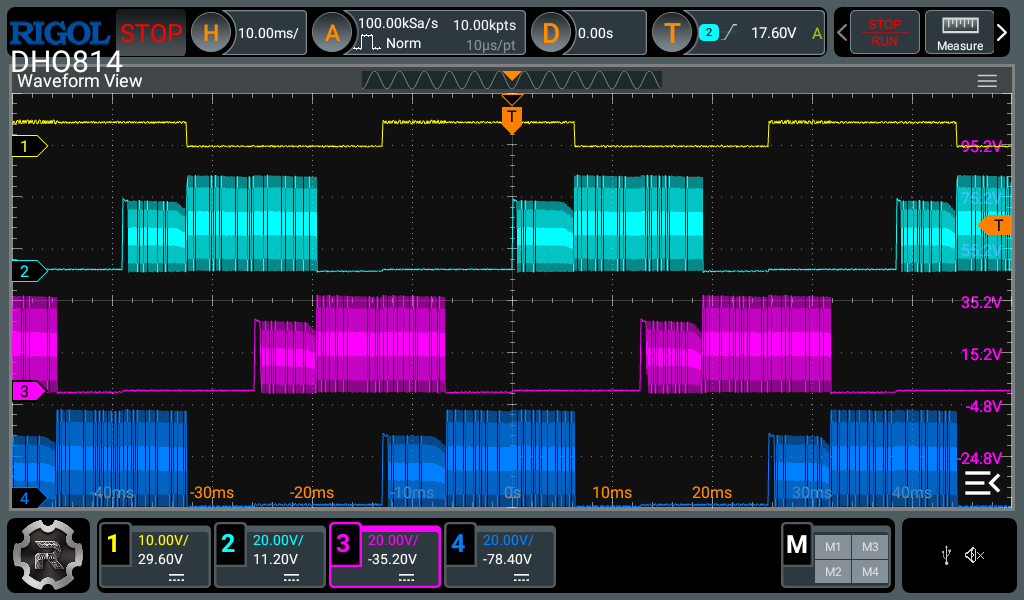 RIGOL STOP H 10.00ms/ A 100.00kSa/s 10.00kpts D 0.00s T 2 17.60V A STOP
Norm 10µs/pt RUN Measure
DHO814
Waveform View
T
1 95.2V
75.2V
T
55.2V
2
35.2V
15.2V
3
-4.8V
-24.8V
4 -40ms -30ms -20ms -10ms 0s 10ms 20ms 30ms 40ms
1 10.00V/ 2 20.00V/ 3 20.00V/ 4 20.00V/ M M1 M3
29.60V 11.20V -35.20V -78.40V M2 M4